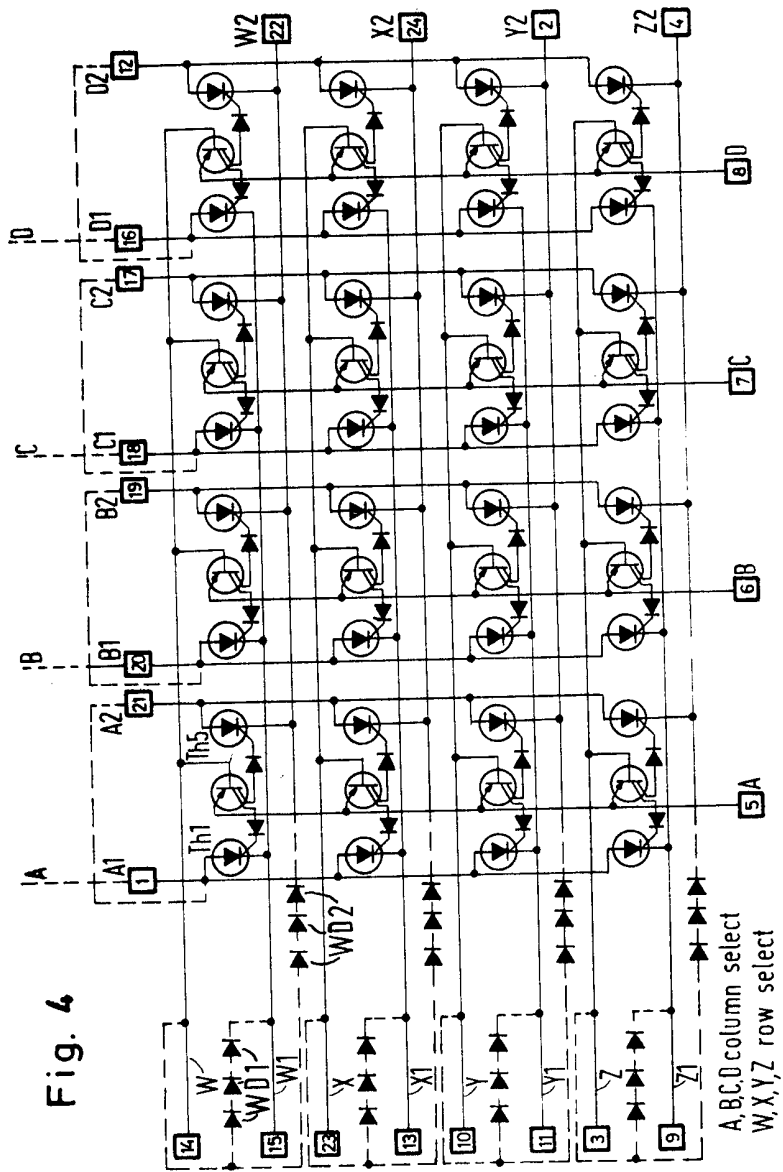 Fig. 4
'A
'B
'C
'D
A1
A2
B1
B2
C1
C2
D1
D2
1
21
20
19
18
17
16
12
Th1
Th5
14
W
WD1
15
W1
WD2
W2
22
23
X
13
X1
X2
24
10
Y
11
Y1
Y2
2
3
Z
9
Z1
Z2
4
5 A
6 B
7 C
8 D
A,B,C,D column select
W,X,Y,Z row select